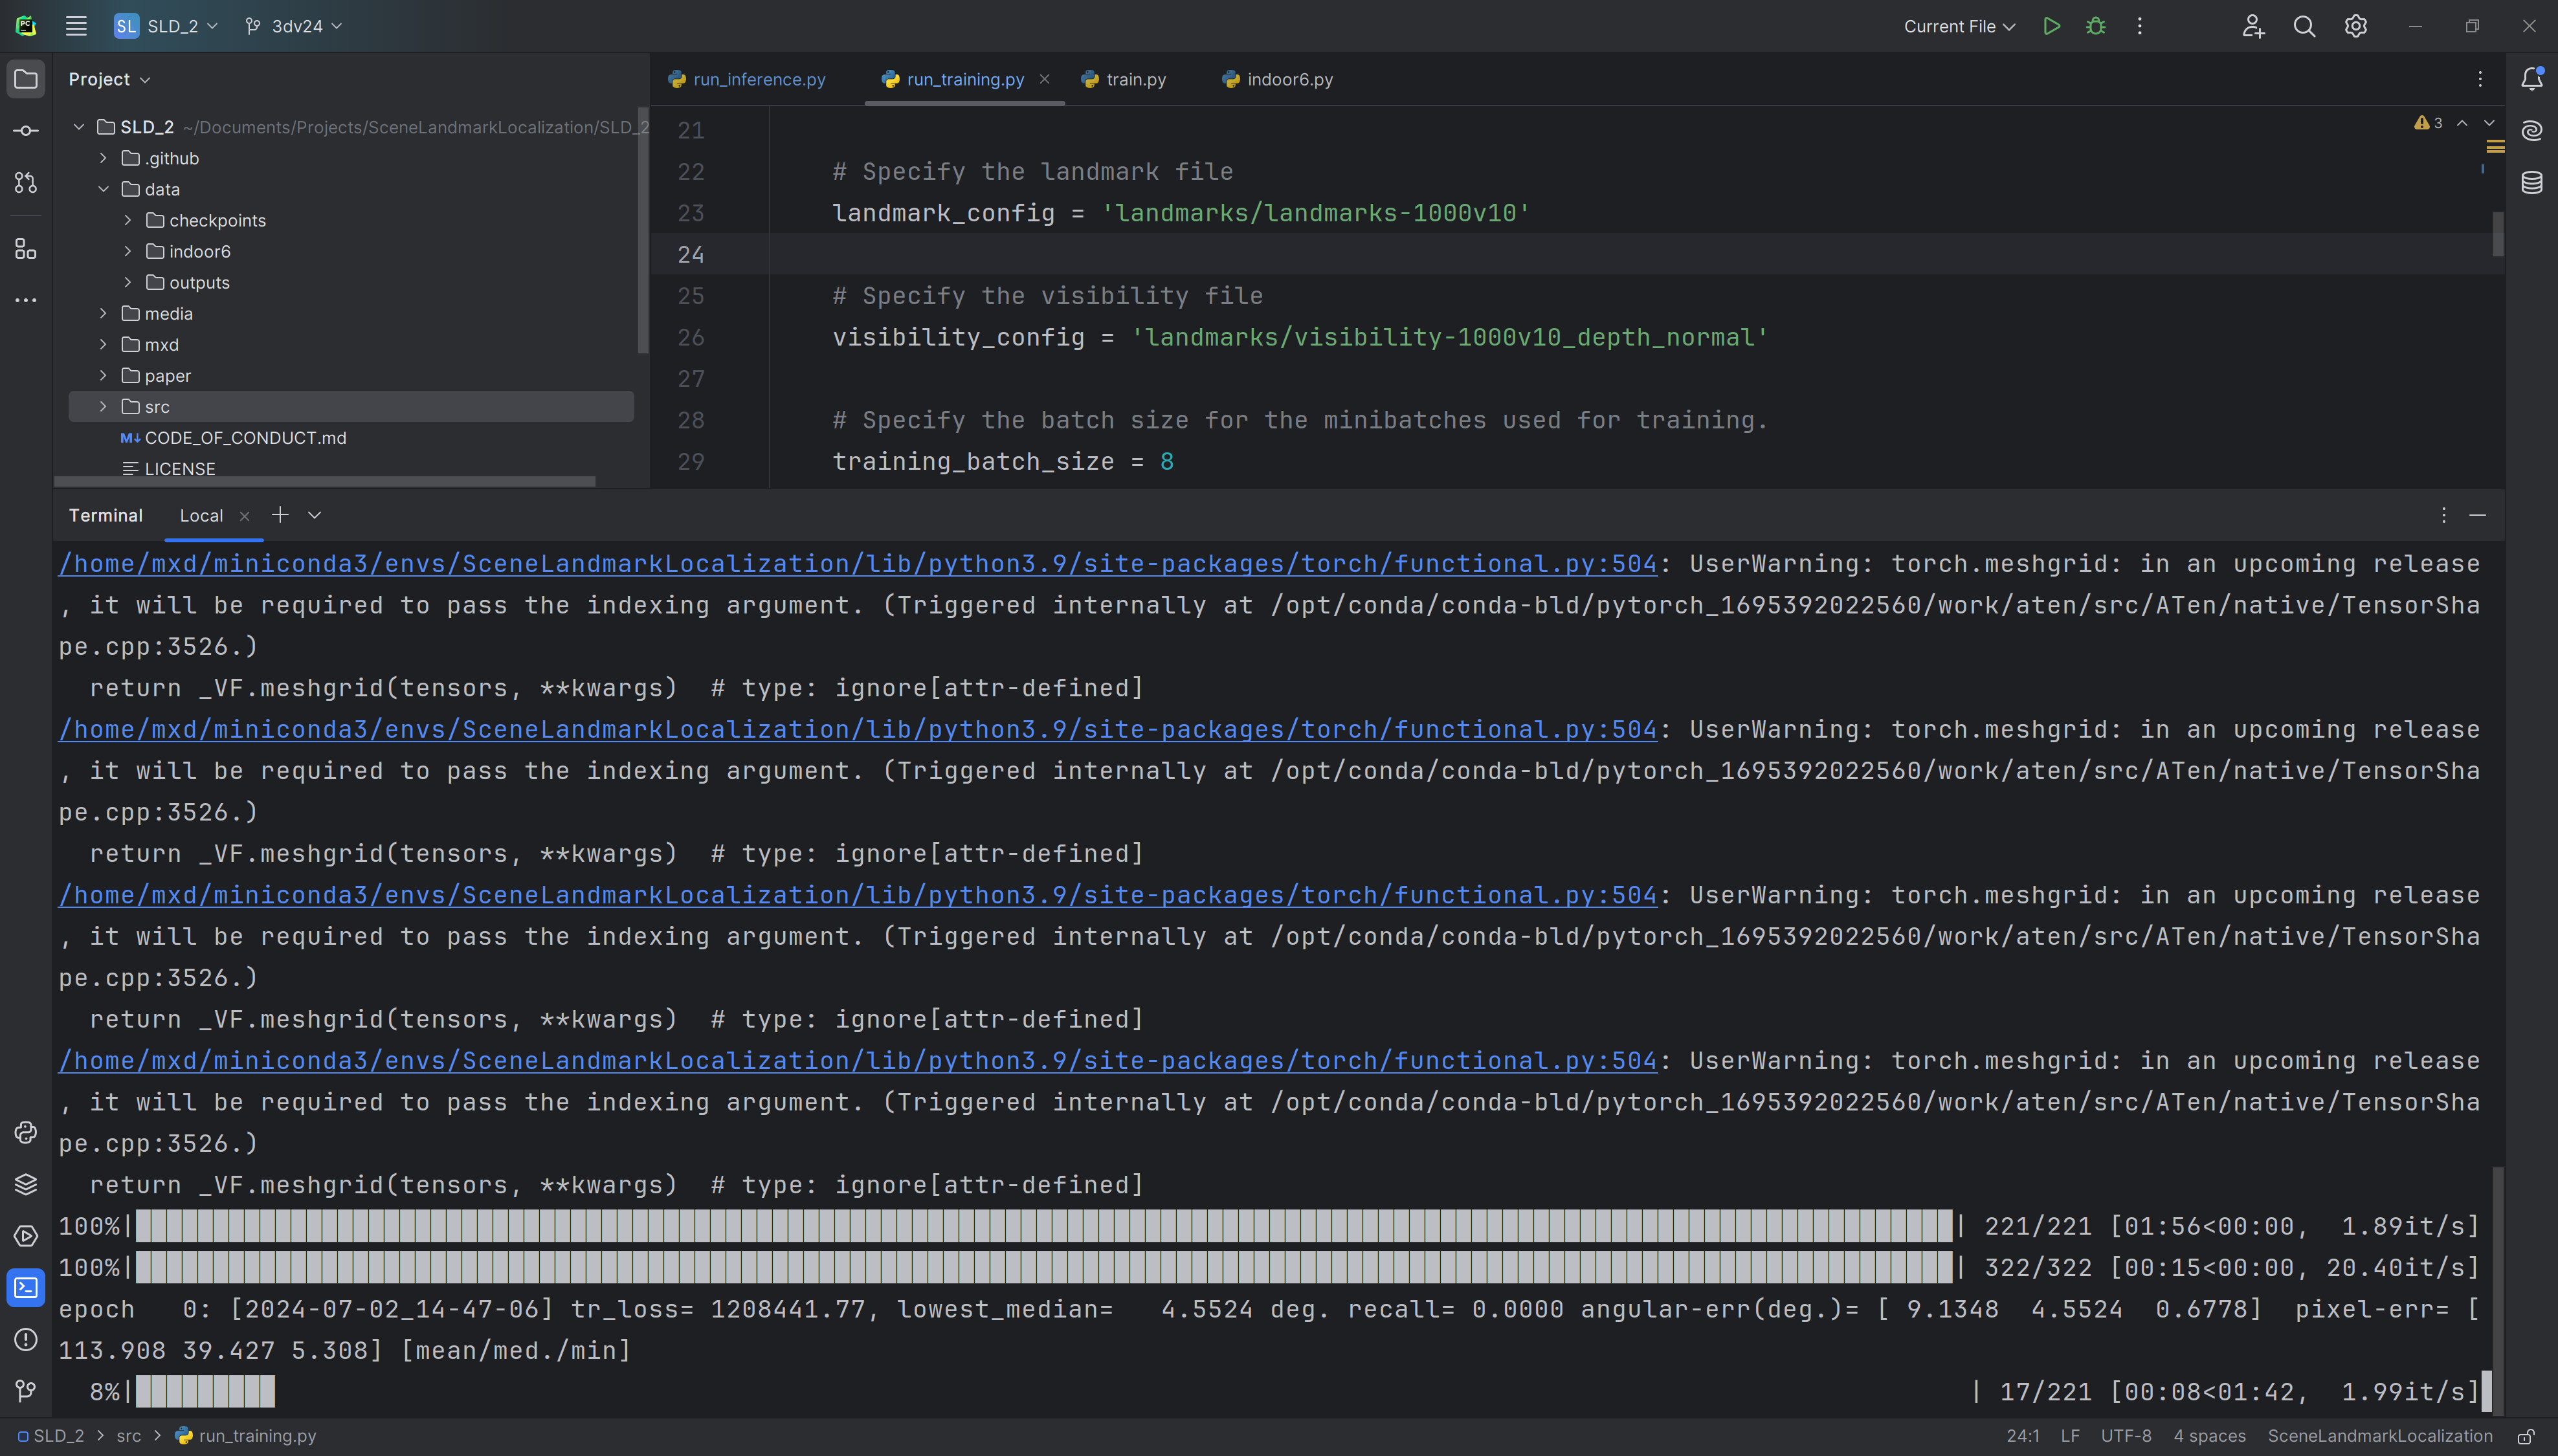 SL SLD_2 3dv24 Current File
Project
run_inference.py run_training.py train.py indoor6.py
SLD_2 ~/Documents/Projects/SceneLandmarkLocalization/SLD_2
.github
data
checkpoints
indoor6
outputs
media
mxd
paper
src
CODE_OF_CONDUCT.md
LICENSE
3
21
22 # Specify the landmark file
23 landmark_config = 'landmarks/landmarks-1000v10'
24
25 # Specify the visibility file
26 visibility_config = 'landmarks/visibility-1000v10_depth_normal'
27
28 # Specify the batch size for the minibatches used for training.
29 training_batch_size = 8
Terminal Local
/home/mxd/miniconda3/envs/SceneLandmarkLocalization/lib/python3.9/site-packages/torch/functional.py:504: UserWarning: torch.meshgrid: in an upcoming release
, it will be required to pass the indexing argument. (Triggered internally at /opt/conda/conda-bld/pytorch_1695392022560/work/aten/src/ATen/native/TensorSha
pe.cpp:3526.)
return _VF.meshgrid(tensors, **kwargs)  # type: ignore[attr-defined]
/home/mxd/miniconda3/envs/SceneLandmarkLocalization/lib/python3.9/site-packages/torch/functional.py:504: UserWarning: torch.meshgrid: in an upcoming release
, it will be required to pass the indexing argument. (Triggered internally at /opt/conda/conda-bld/pytorch_1695392022560/work/aten/src/ATen/native/TensorSha
pe.cpp:3526.)
return _VF.meshgrid(tensors, **kwargs)  # type: ignore[attr-defined]
/home/mxd/miniconda3/envs/SceneLandmarkLocalization/lib/python3.9/site-packages/torch/functional.py:504: UserWarning: torch.meshgrid: in an upcoming release
, it will be required to pass the indexing argument. (Triggered internally at /opt/conda/conda-bld/pytorch_1695392022560/work/aten/src/ATen/native/TensorSha
pe.cpp:3526.)
return _VF.meshgrid(tensors, **kwargs)  # type: ignore[attr-defined]
/home/mxd/miniconda3/envs/SceneLandmarkLocalization/lib/python3.9/site-packages/torch/functional.py:504: UserWarning: torch.meshgrid: in an upcoming release
, it will be required to pass the indexing argument. (Triggered internally at /opt/conda/conda-bld/pytorch_1695392022560/work/aten/src/ATen/native/TensorSha
pe.cpp:3526.)
return _VF.meshgrid(tensors, **kwargs)  # type: ignore[attr-defined]
100%| | 221/221 [01:56<00:00,  1.89it/s]
100%| | 322/322 [00:15<00:00, 20.40it/s]
epoch   0: [2024-07-02_14-47-06] tr_loss= 1208441.77, lowest_median=   4.5524 deg. recall= 0.0000 angular-err(deg.)= [ 9.1348  4.5524  0.6778]  pixel-err= [
113.908 39.427 5.308] [mean/med./min]
8%| | 17/221 [00:08<01:42,  1.99it/s]
SLD_2 > src > run_training.py 24:1 LF UTF-8 4 spaces SceneLandmarkLocalization